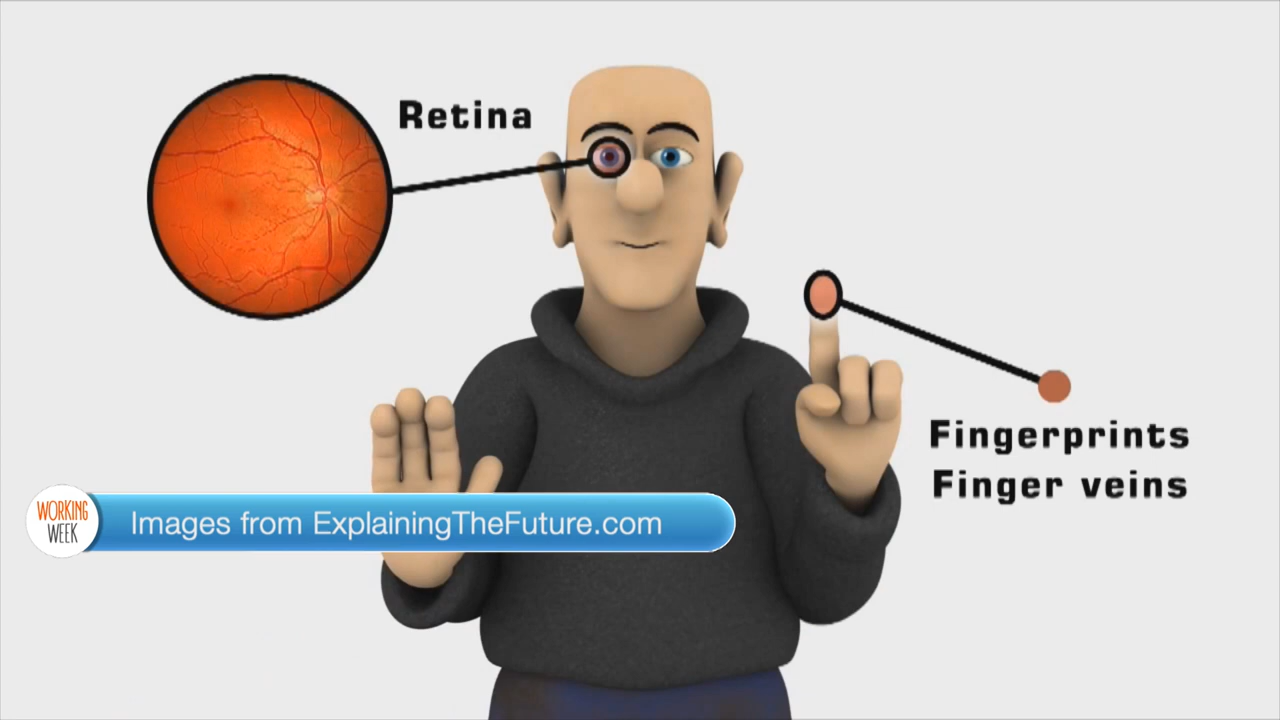 Retina
Fingerprints
Finger veins
WORKING
WEEK
Images from ExplainingTheFuture.com